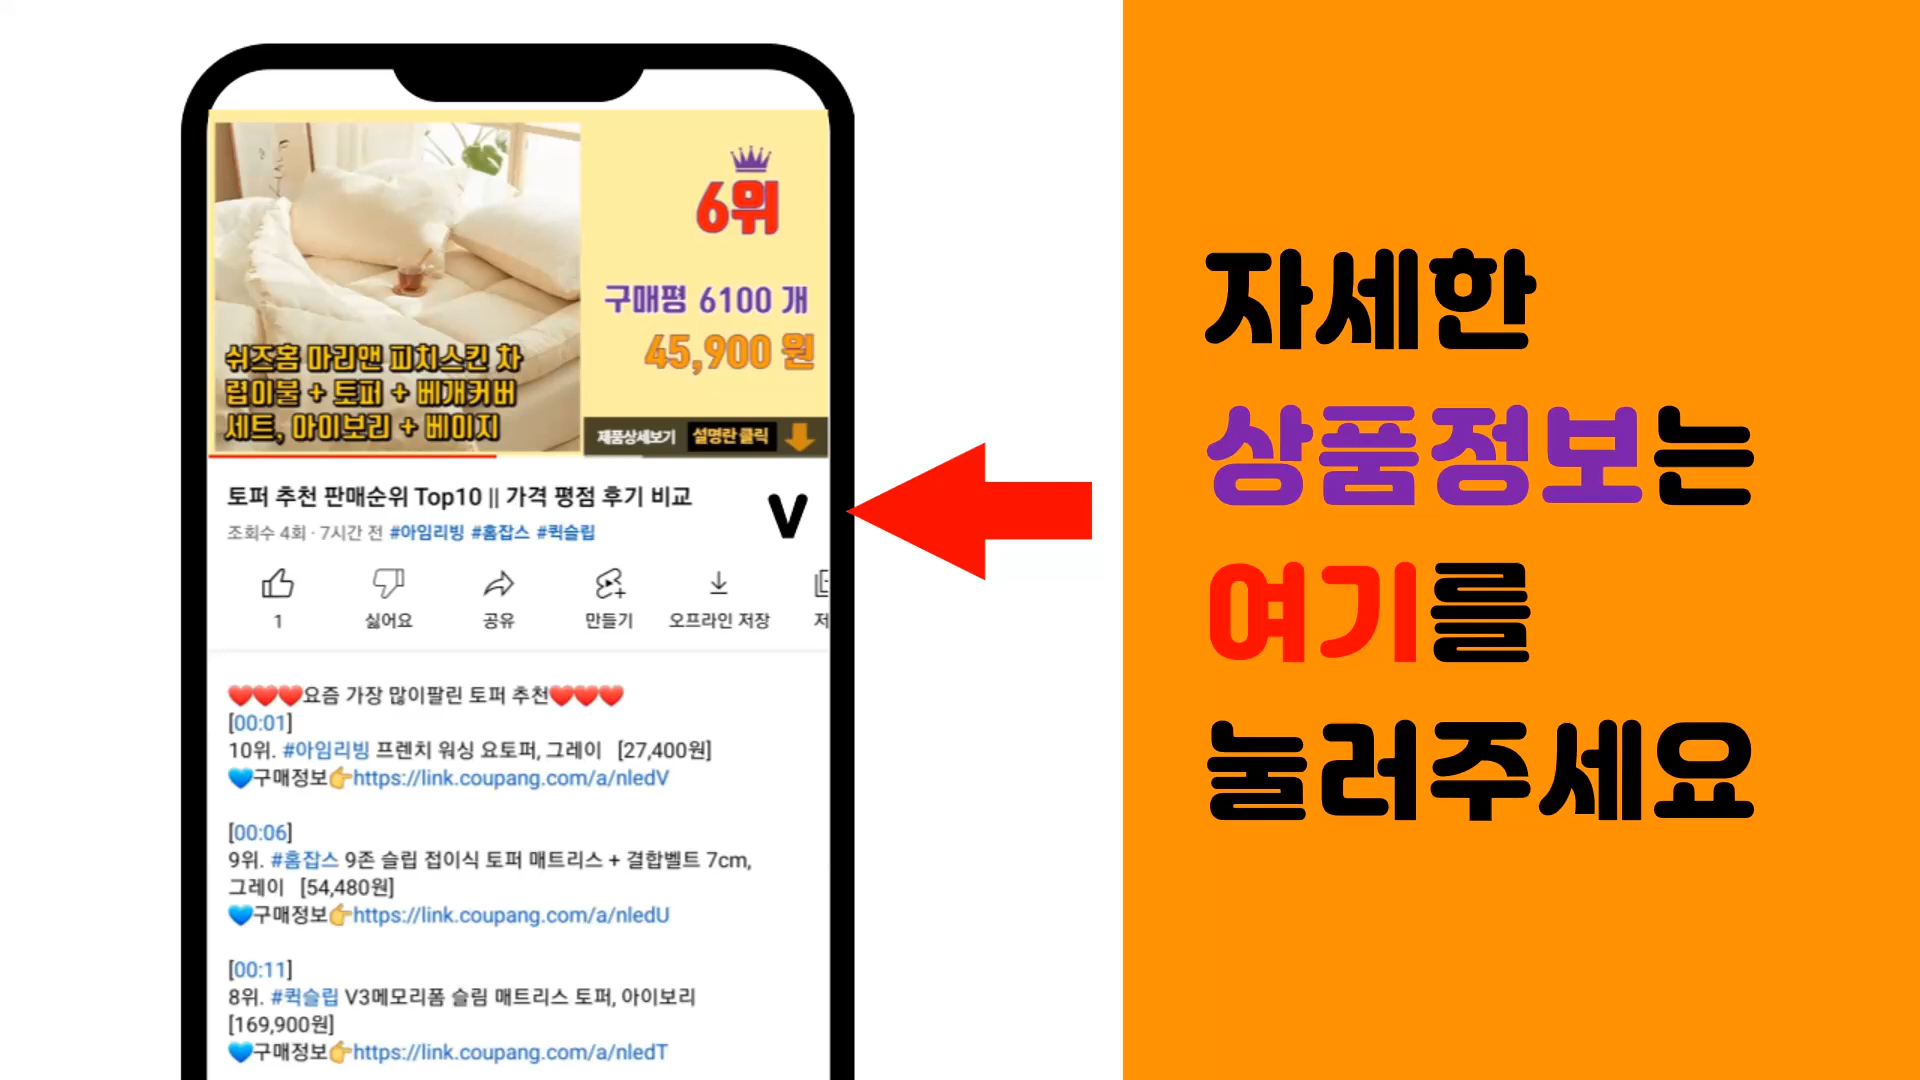 6위
구매평 6100 개
45,900 원
쉬즈홈 마리앤 피치스킨 차
렵이불 + 토퍼 + 베개커버
세트, 아이보리 + 베이지
제품상세보기 설명란 클릭
토퍼 추천 판매순위 Top10 || 가격 평점 후기 비교
V
조회수 4회 · 7시간 전 #아임리빙 #홈잡스 #퀵슬립
1 싫어요 공유 만들기 오프라인 저장 저
❤️❤️❤️요즘 가장 많이팔린 토퍼 추천❤️❤️❤️
[00:01]
10위. #아임리빙 프렌치 워싱 요토퍼, 그레이 [27,400원]
💙구매정보👉https://link.coupang.com/a/nledV
[00:06]
9위. #홈잡스 9존 슬립 접이식 토퍼 매트리스 + 결합벨트 7cm,
그레이 [54,480원]
💙구매정보👉https://link.coupang.com/a/nledU
[00:11]
8위. #퀵슬립 V3메모리폼 슬림 매트리스 토퍼, 아이보리
[169,900원]
💙구매정보👉https://link.coupang.com/a/nledT
자세한
상품정보는
여기를
눌러주세요